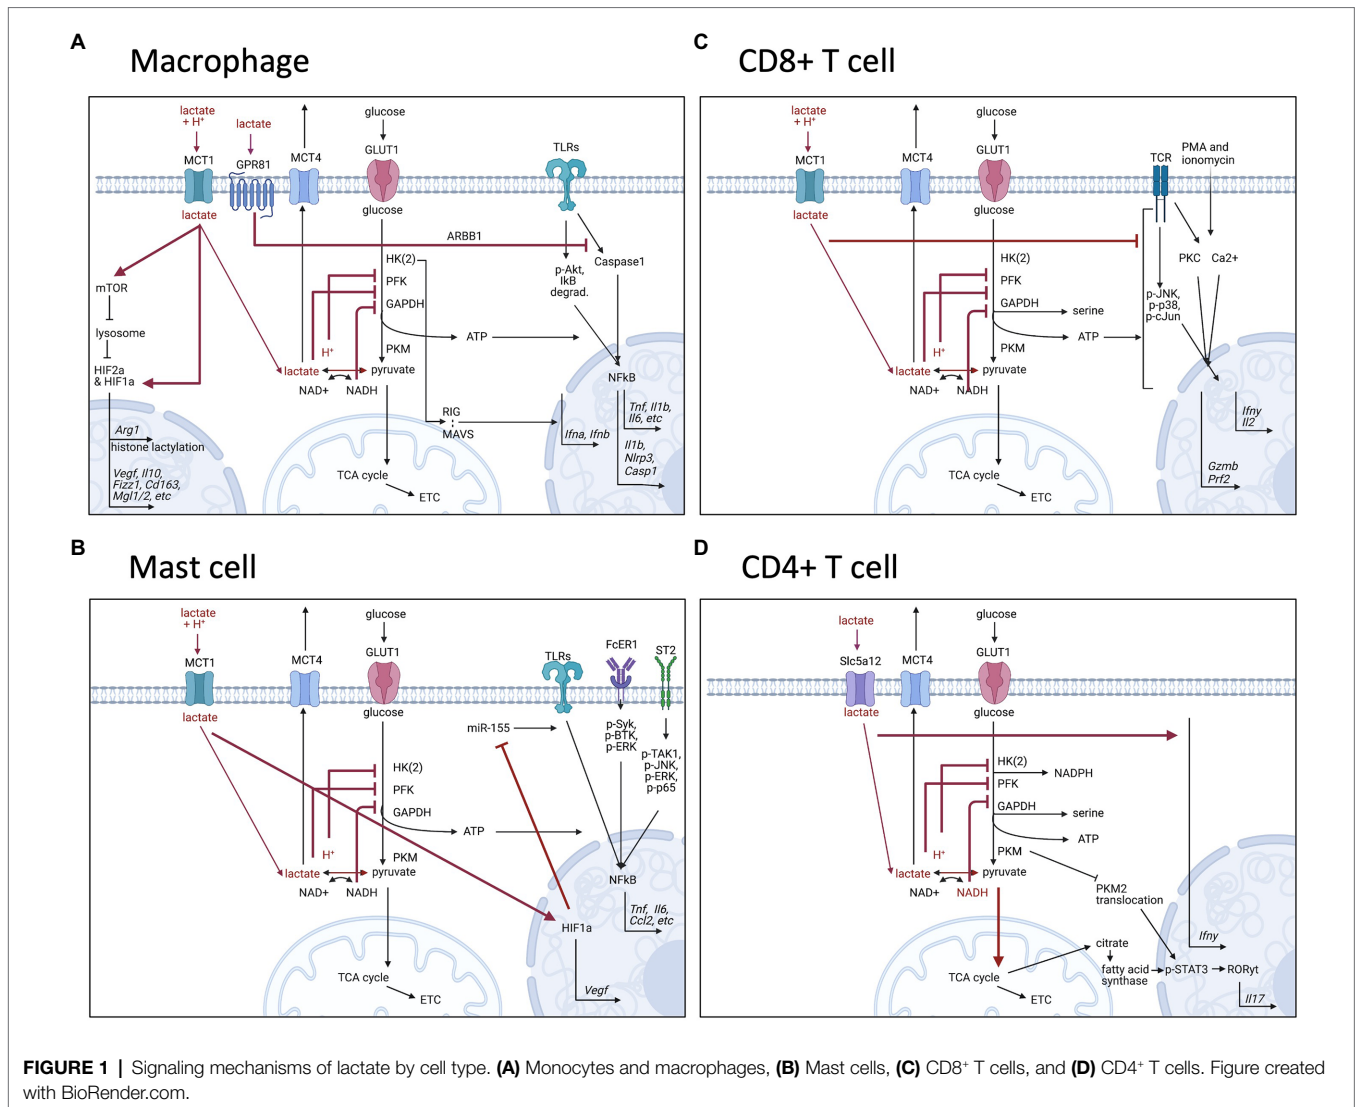 A
Macrophage
lactate
+ H⁺
lactate
MCT1
GPR81
MCT4
glucose
GLUT1
TLRs
lactate
glucose
ARBB1
HK(2)
PFK
GAPDH
Caspase1
p-Akt,
IkB
degrad.
mTOR
lysosome
HIF2a
& HIF1a
H⁺
ATP
PKM
lactate
pyruvate
NAD+
NADH
NFkB
RIG
MAVS
Tnf, Il1b,
Il6, etc
Ifna, Ifnb
Il1b,
Nlrp3,
Casp1
Arg1
histone lactylation
Vegf, Il10,
Fizz1, Cd163,
Mgl1/2, etc
TCA cycle
ETC
C
CD8+ T cell
lactate
+ H⁺
MCT1
MCT4
glucose
GLUT1
TCR
PMA and
ionomycin
lactate
glucose
HK(2)
PFK
GAPDH
serine
PKC
Ca2+
p-JNK,
p-p38,
p-cJun
H⁺
ATP
PKM
lactate
pyruvate
NAD+
NADH
Ifny
Il2
Gzmb
Prf2
TCA cycle
ETC
B
Mast cell
lactate
+ H⁺
MCT1
MCT4
glucose
GLUT1
TLRs
FcER1
ST2
lactate
glucose
miR-155
p-Syk,
p-BTK,
p-ERK
p-TAK1,
p-JNK,
p-ERK,
p-p65
HK(2)
PFK
GAPDH
ATP
H⁺
PKM
lactate
pyruvate
NAD+
NADH
NFkB
Tnf, Il6,
Ccl2, etc
HIF1a
Vegf
TCA cycle
ETC
D
CD4+ T cell
lactate
Slc5a12
MCT4
glucose
GLUT1
lactate
glucose
HK(2)
NADPH
PFK
GAPDH
serine
ATP
H⁺
PKM
lactate
pyruvate
NAD+
NADH
PKM2
translocation
Ifny
citrate
fatty acid
synthase
p-STAT3
RORyt
Il17
TCA cycle
ETC
FIGURE 1 | Signaling mechanisms of lactate by cell type. (A) Monocytes and macrophages, (B) Mast cells, (C) CD8⁺ T cells, and (D) CD4⁺ T cells. Figure created
with BioRender.com.